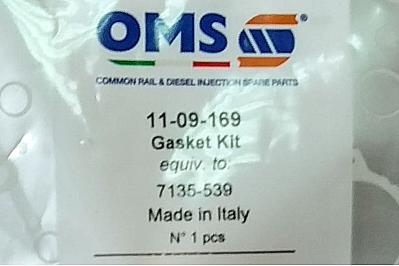 OMS®
COMMON RAIL & DIESEL INJECTION SPARE PARTS
11-09-169
Gasket Kit
equiv. to:
7135-539
Made in Italy
N° 1 pcs